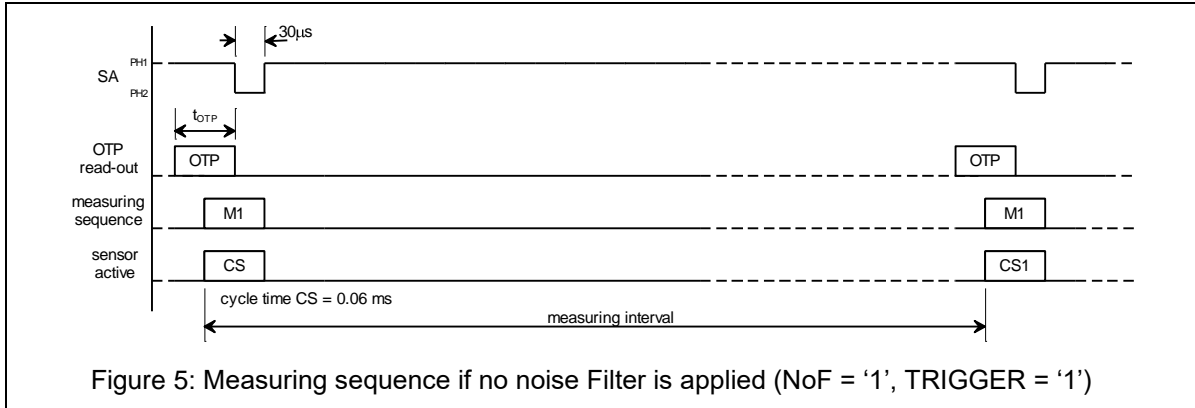 30µs
PH1
SA
PH2
tOTP
OTP
read-out
OTP
OTP
measuring
sequence
M1
M1
sensor
active
CS
CS1
cycle time CS = 0.06 ms
measuring interval
Figure 5: Measuring sequence if no noise Filter is applied (NoF = ‘1’, TRIGGER = ‘1’)